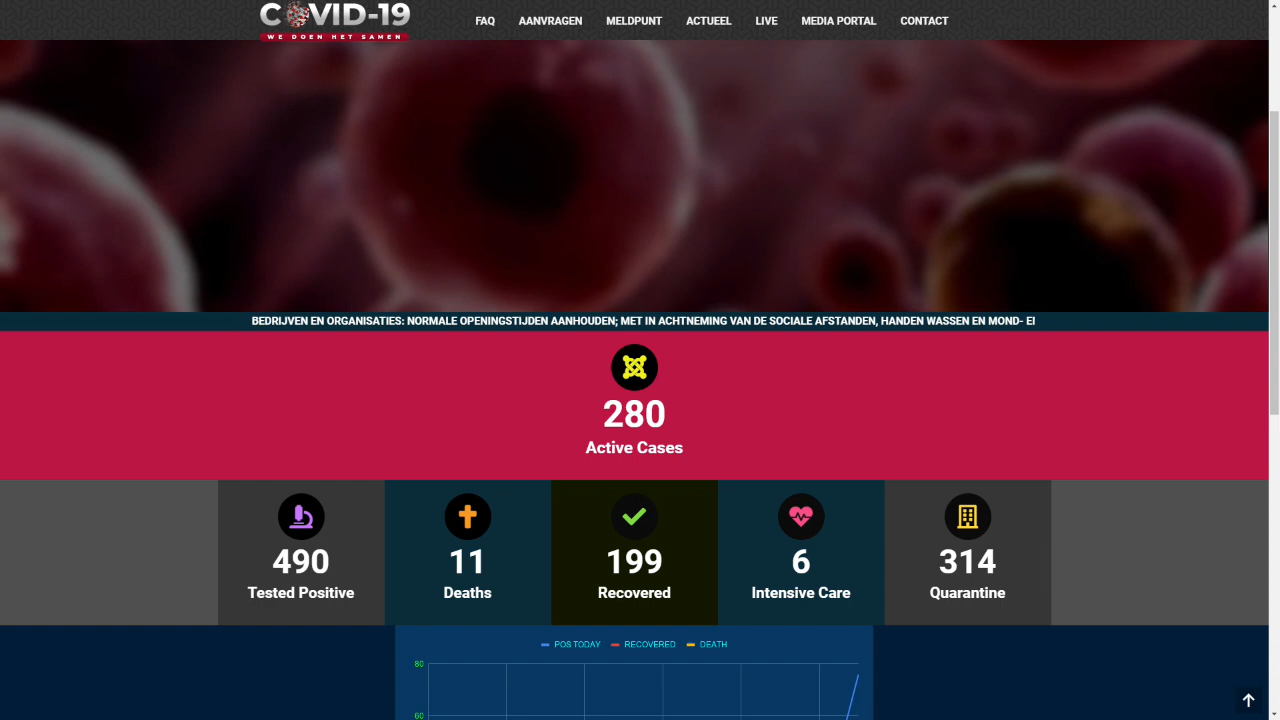 COVID-19
WE DOEN HET SAMEN
FAQ AANVRAGEN MELDPUNT ACTUEEL LIVE MEDIA PORTAL CONTACT
BEDRIJVEN EN ORGANISATIES: NORMALE OPENINGSTIJDEN AANHOUDEN; MET IN ACHTNEMING VAN DE SOCIALE AFSTANDEN, HANDEN WASSEN EN MOND- EI
280
Active Cases
490
Tested Positive
11
Deaths
199
Recovered
6
Intensive Care
314
Quarantine
POS TODAY RECOVERED DEATH
80
60